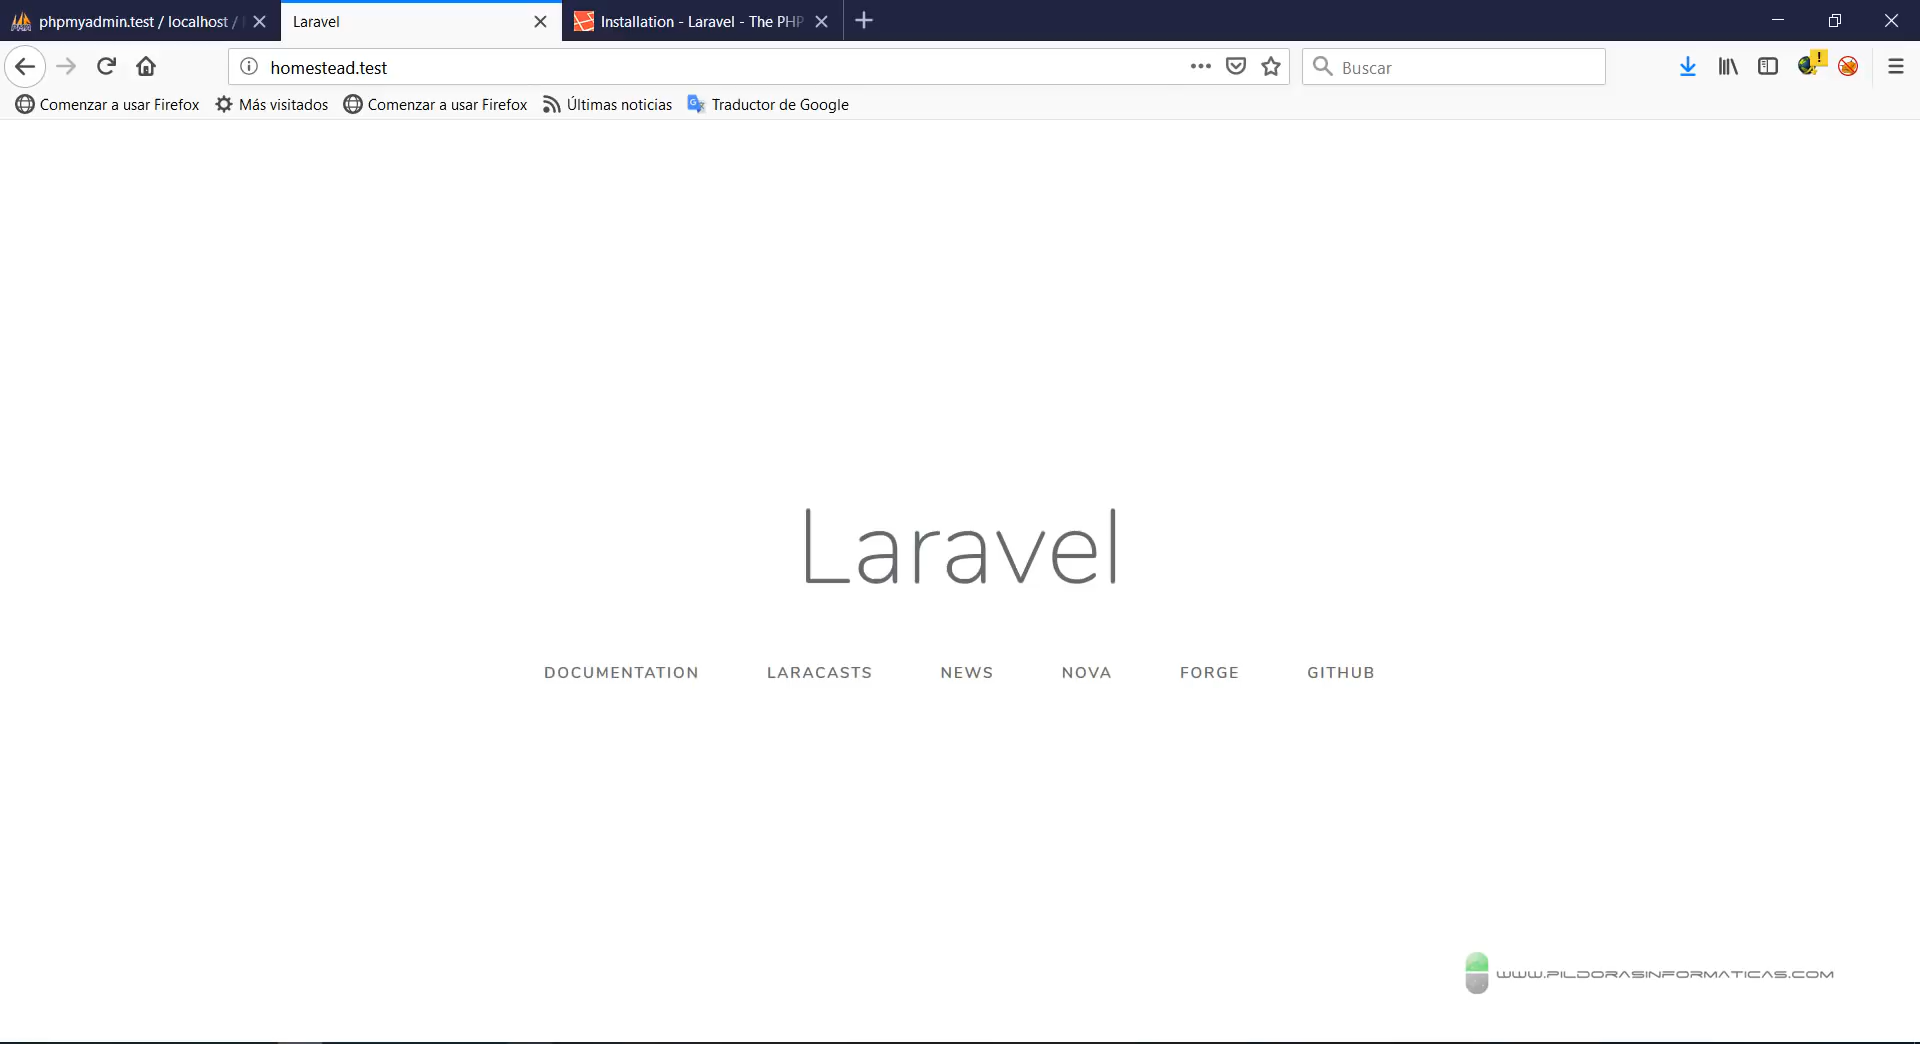 phpmyadmin.test / localhost /
Laravel
Installation - Laravel - The PHP
homestead.test
Buscar
Comenzar a usar Firefox
Más visitados
Comenzar a usar Firefox
Últimas noticias
Traductor de Google
Laravel
DOCUMENTATION
LARACASTS
NEWS
NOVA
FORGE
GITHUB
WWW.PILDORASINFORMATICAS.COM